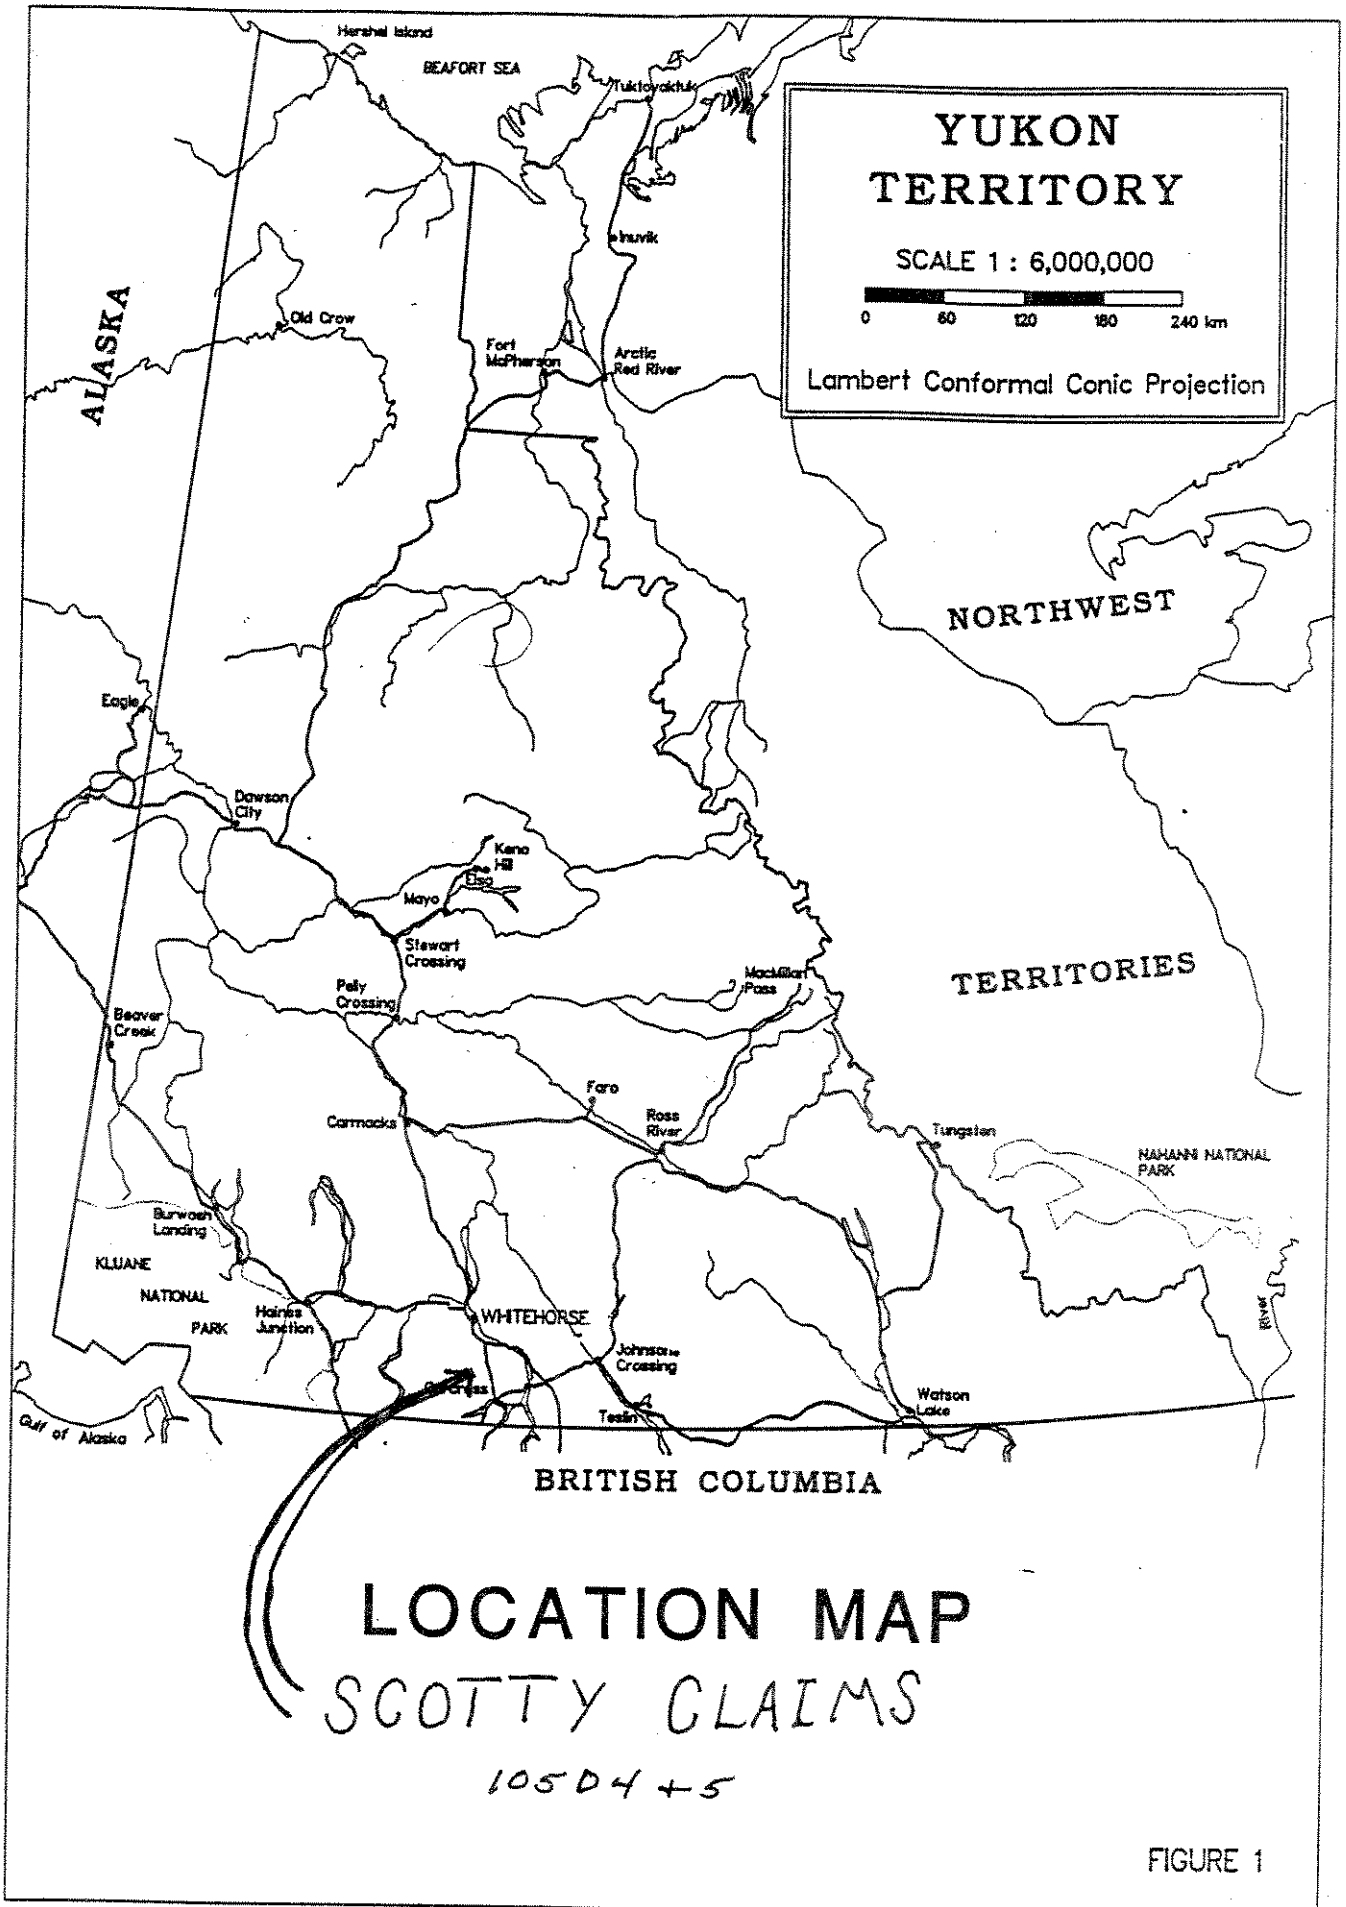 Hershel Island
BEAFORT SEA
Tuktoyaktuk
YUKON
TERRITORY
SCALE 1 : 6,000,000
0 60 120 180 240 km
Lambert Conformal Conic Projection
Inuvik
ALASKA
Old Crow
Fort
McPherson
Arctic
Red River
NORTHWEST
Eagle
Dawson
City
Keno
Hill
Elsa
Mayo
Stewart
Crossing
MacMillan
Pass
TERRITORIES
Pelly
Crossing
Beaver
Creek
Faro
Ross
River
Carmacks
Tungsten
NAHANNI NATIONAL
PARK
Burwash
Landing
KLUANE
NATIONAL
PARK
Haines
Junction
WHITEHORSE
River
Johnsons
Crossing
Teslin
Watson
Lake
Gulf of Alaska
BRITISH COLUMBIA
LOCATION MAP
SCOTTY CLAIMS
105D4 + 5
FIGURE 1